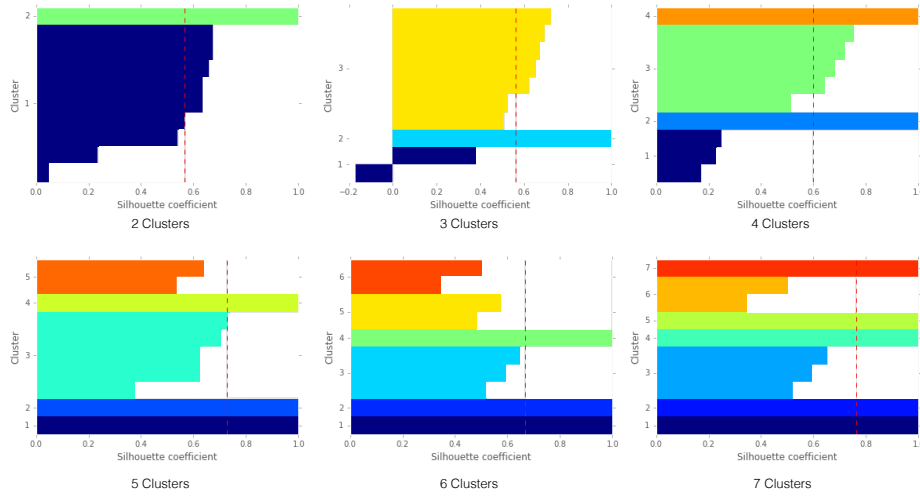 2
1
Cluster
0.0 0.2 0.4 0.6 0.8 1.0
Silhouette coefficient
2 Clusters
3
2
1
Cluster
−0.2 0.0 0.2 0.4 0.6 0.8 1.0
Silhouette coefficient
3 Clusters
4
3
2
1
Cluster
0.0 0.2 0.4 0.6 0.8 1.0
Silhouette coefficient
4 Clusters
5
4
3
2
1
Cluster
0.0 0.2 0.4 0.6 0.8 1.0
Silhouette coefficient
5 Clusters
6
5
4
3
2
1
Cluster
0.0 0.2 0.4 0.6 0.8 1.0
Silhouette coefficient
6 Clusters
7
6
5
4
3
2
1
Cluster
0.0 0.2 0.4 0.6 0.8 1.0
Silhouette coefficient
7 Clusters